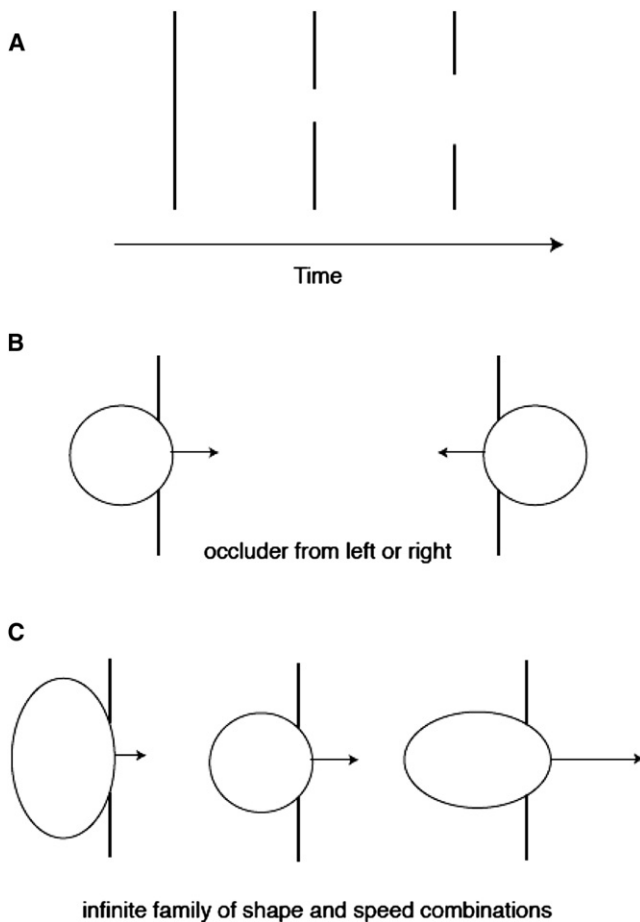 A
Time
B
occluder from left or right
C
infinite family of shape and speed combinations